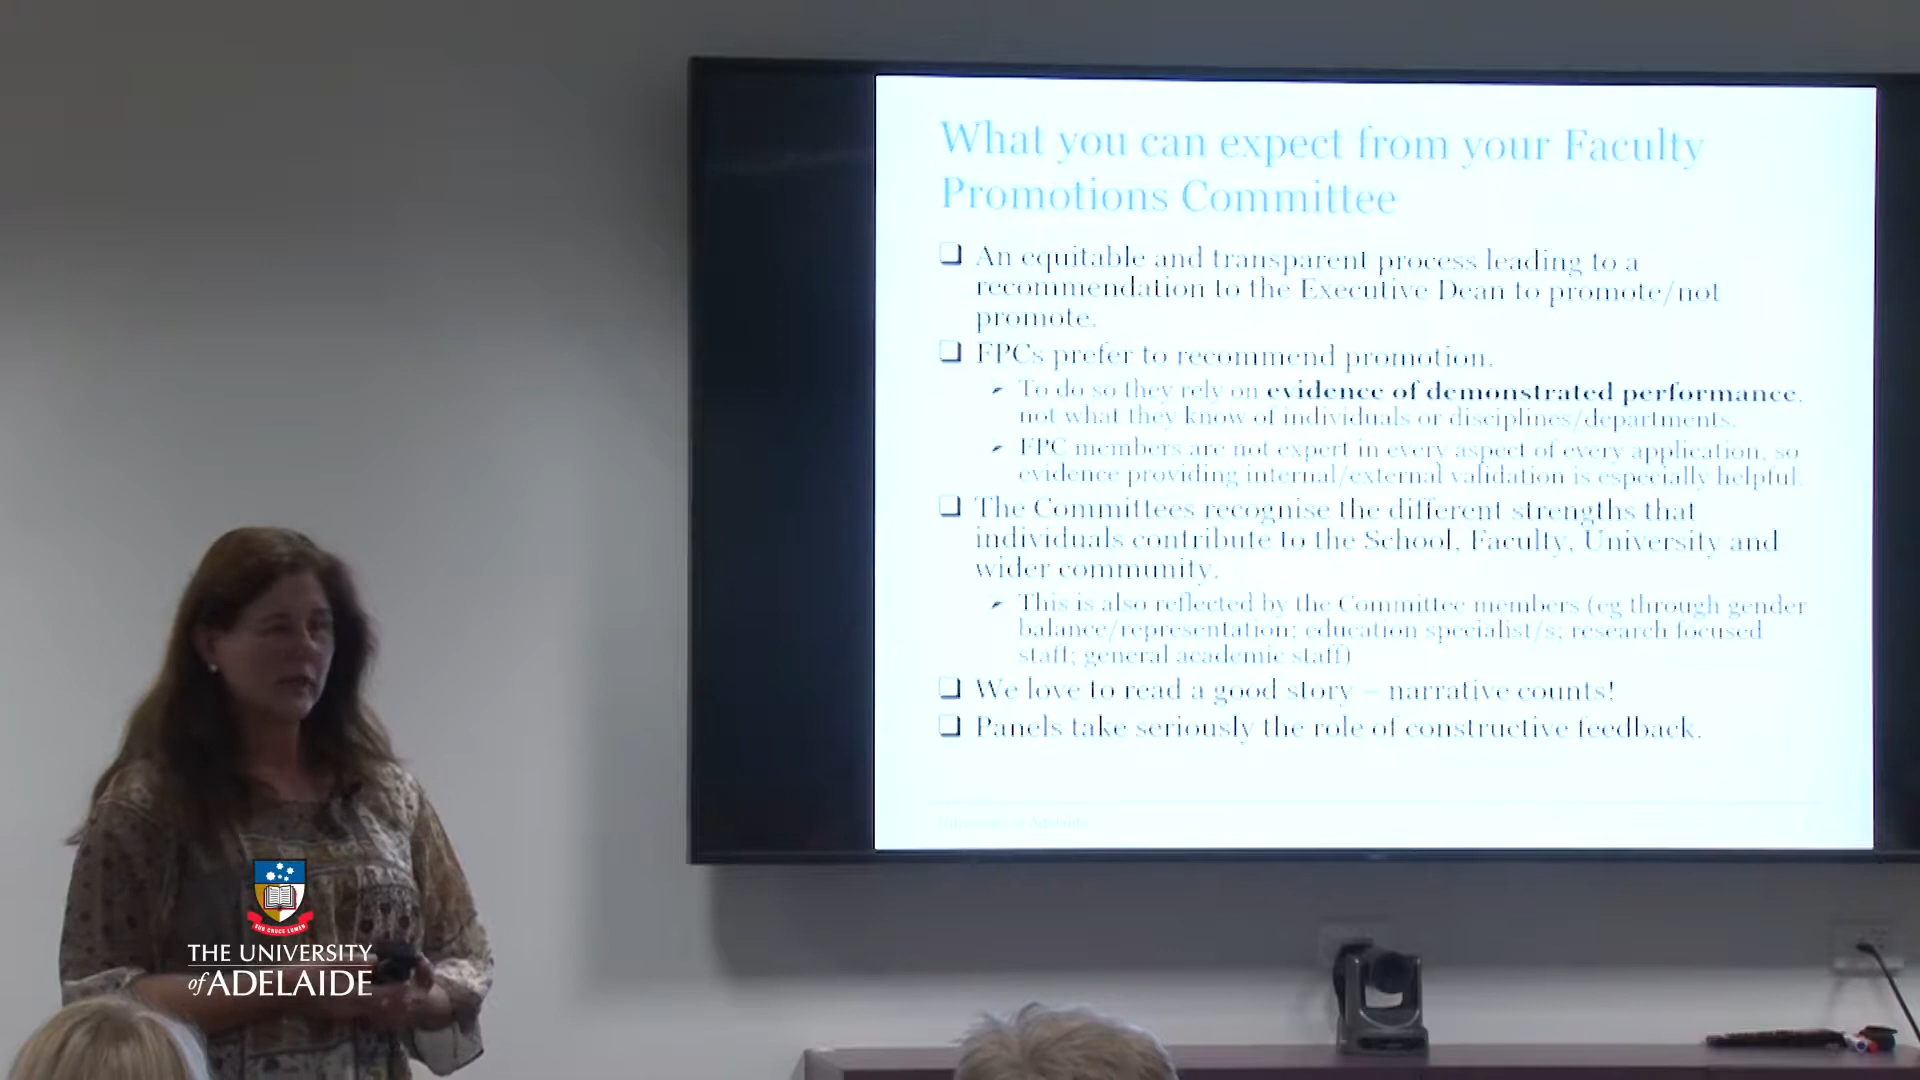 What you can expect from your Faculty
Promotions Committee
An equitable and transparent process leading to a
recommendation to the Executive Dean to promote/not
promote.
FPCs prefer to recommend promotion.
To do so they rely on evidence of demonstrated performance,
not what they know of individuals or disciplines/departments.
FPC members are not expert in every aspect of every application, so
evidence providing internal/external validation is especially helpful.
The Committees recognise the different strengths that
individuals contribute to the School, Faculty, University and
wider community.
This is also reflected by the Committee members (eg through gender
balance/representation; education specialist/s; research focused
staff; general academic staff)
We love to read a good story – narrative counts!
Panels take seriously the role of constructive feedback.
University of Adelaide
SUB CRUCE LUMEN
THE UNIVERSITY
of ADELAIDE